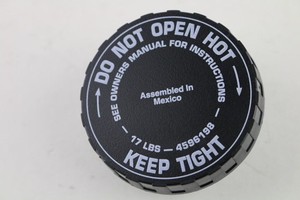 DO NOT OPEN HOT
SEE OWNERS MANUAL FOR INSTRUCTIONS
Assembled In
Mexico
17 LBS — 4596198
KEEP TIGHT